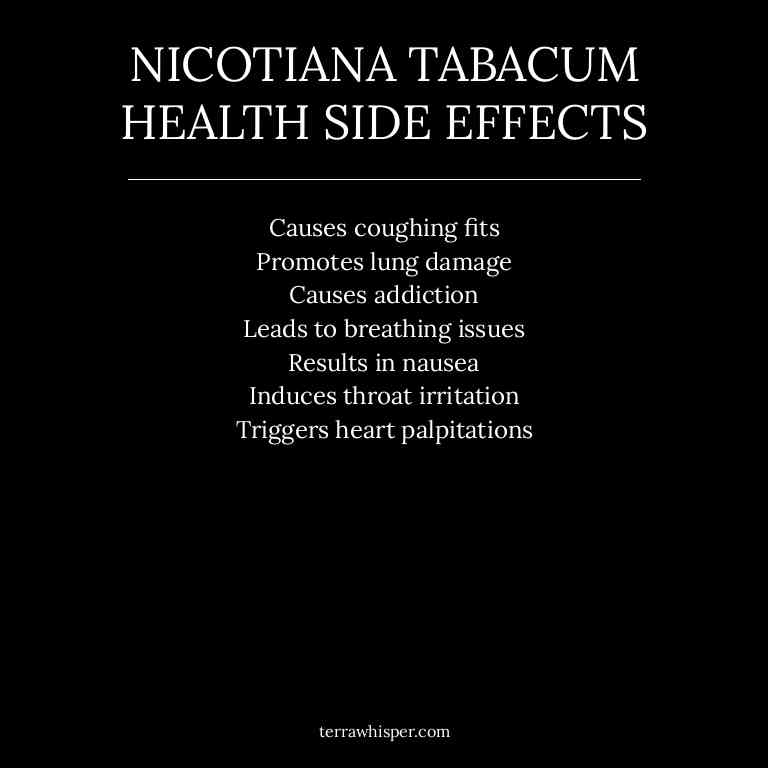 NICOTIANA TABACUM
HEALTH SIDE EFFECTS
Causes coughing fits
Promotes lung damage
Causes addiction
Leads to breathing issues
Results in nausea
Induces throat irritation
Triggers heart palpitations
terrawhisper.com